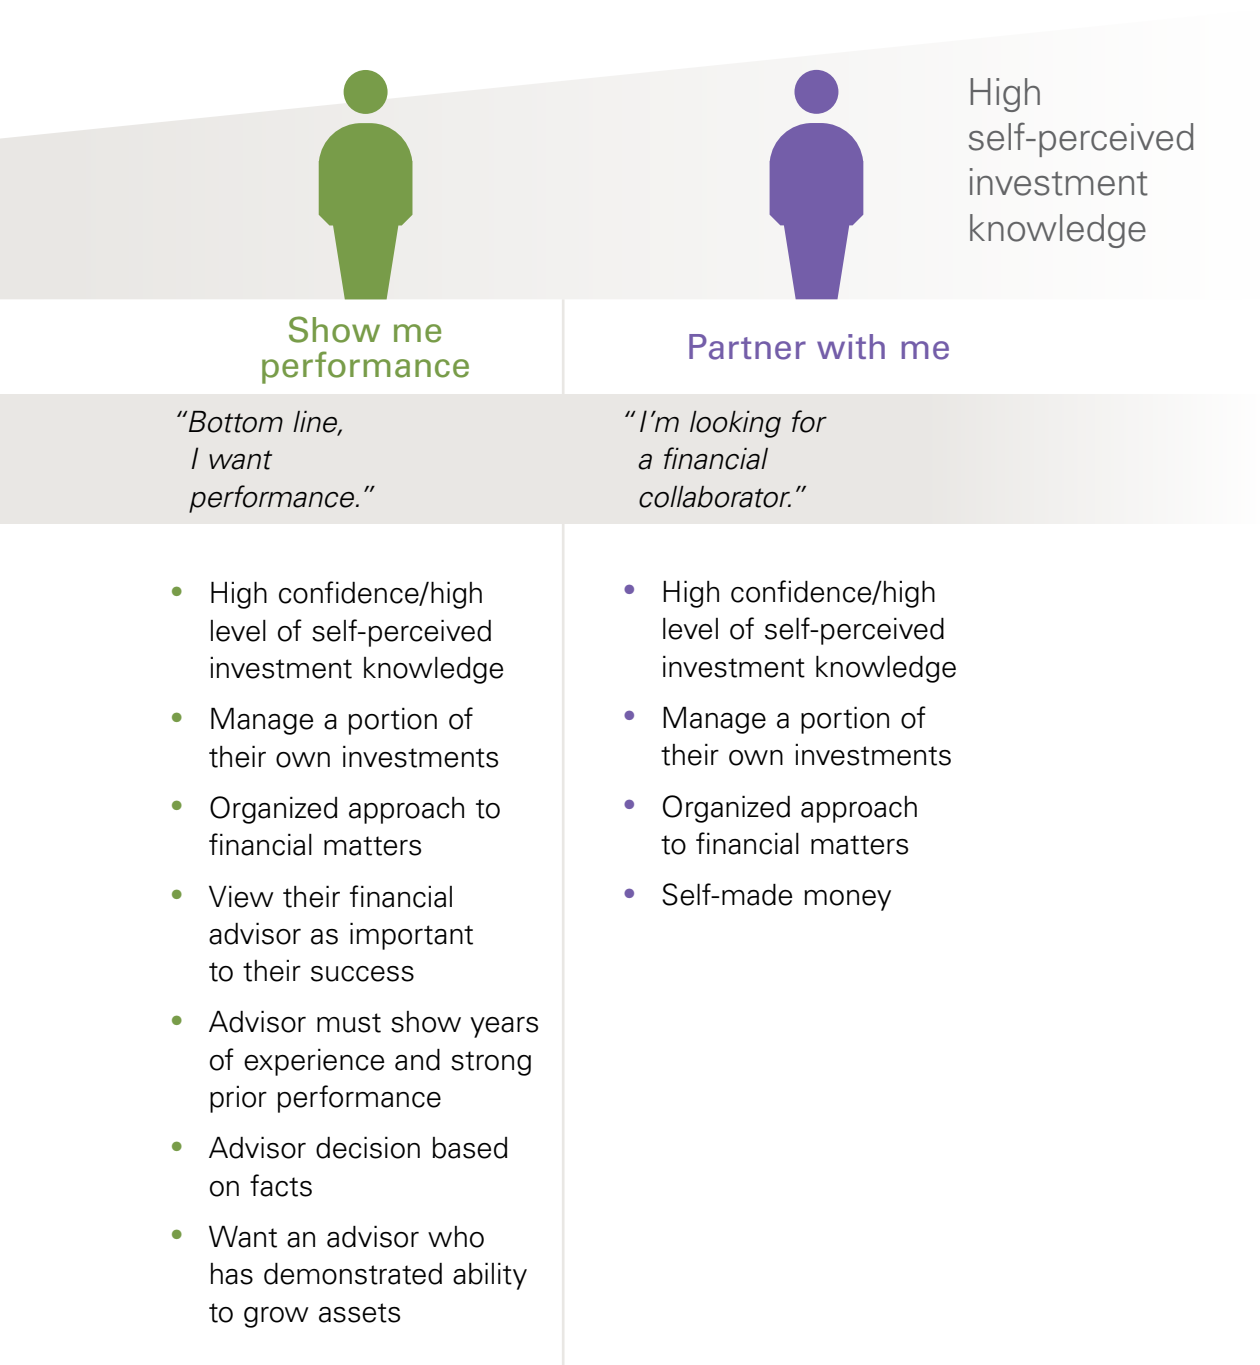 High
self-perceived
investment
knowledge
Show me
performance
Partner with me
“Bottom line,
I want
performance.”
“I’m looking for
a financial
collaborator.”
• High confidence/high
level of self-perceived
investment knowledge
• Manage a portion of
their own investments
• Organized approach to
financial matters
• View their financial
advisor as important
to their success
• Advisor must show years
of experience and strong
prior performance
• Advisor decision based
on facts
• Want an advisor who
has demonstrated ability
to grow assets
• High confidence/high
level of self-perceived
investment knowledge
• Manage a portion of
their own investments
• Organized approach
to financial matters
• Self-made money